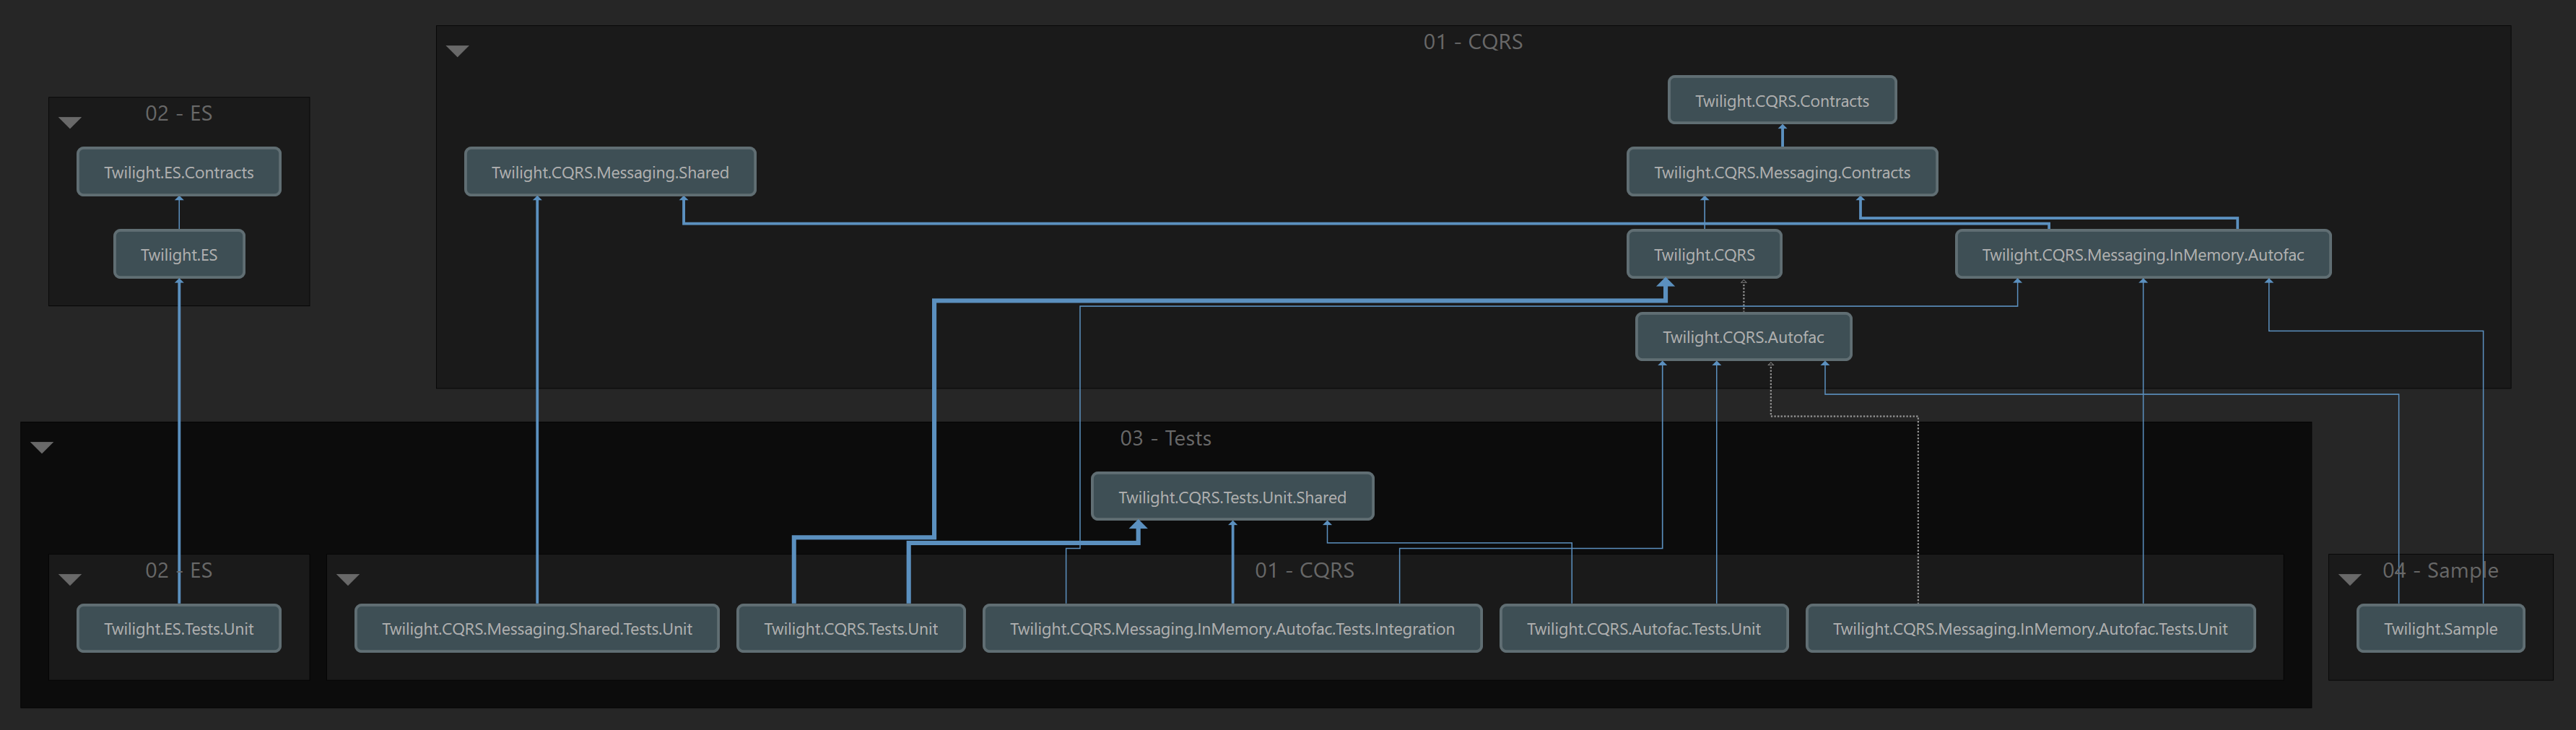 01 - CQRS
Twilight.CQRS.Contracts
02 - ES
Twilight.ES.Contracts
Twilight.CQRS.Messaging.Shared
Twilight.CQRS.Messaging.Contracts
Twilight.ES
Twilight.CQRS
Twilight.CQRS.Messaging.InMemory.Autofac
Twilight.CQRS.Autofac
03 - Tests
Twilight.CQRS.Tests.Unit.Shared
02 - ES
01 - CQRS
04 - Sample
Twilight.ES.Tests.Unit
Twilight.CQRS.Messaging.Shared.Tests.Unit
Twilight.CQRS.Tests.Unit
Twilight.CQRS.Messaging.InMemory.Autofac.Tests.Integration
Twilight.CQRS.Autofac.Tests.Unit
Twilight.CQRS.Messaging.InMemory.Autofac.Tests.Unit
Twilight.Sample